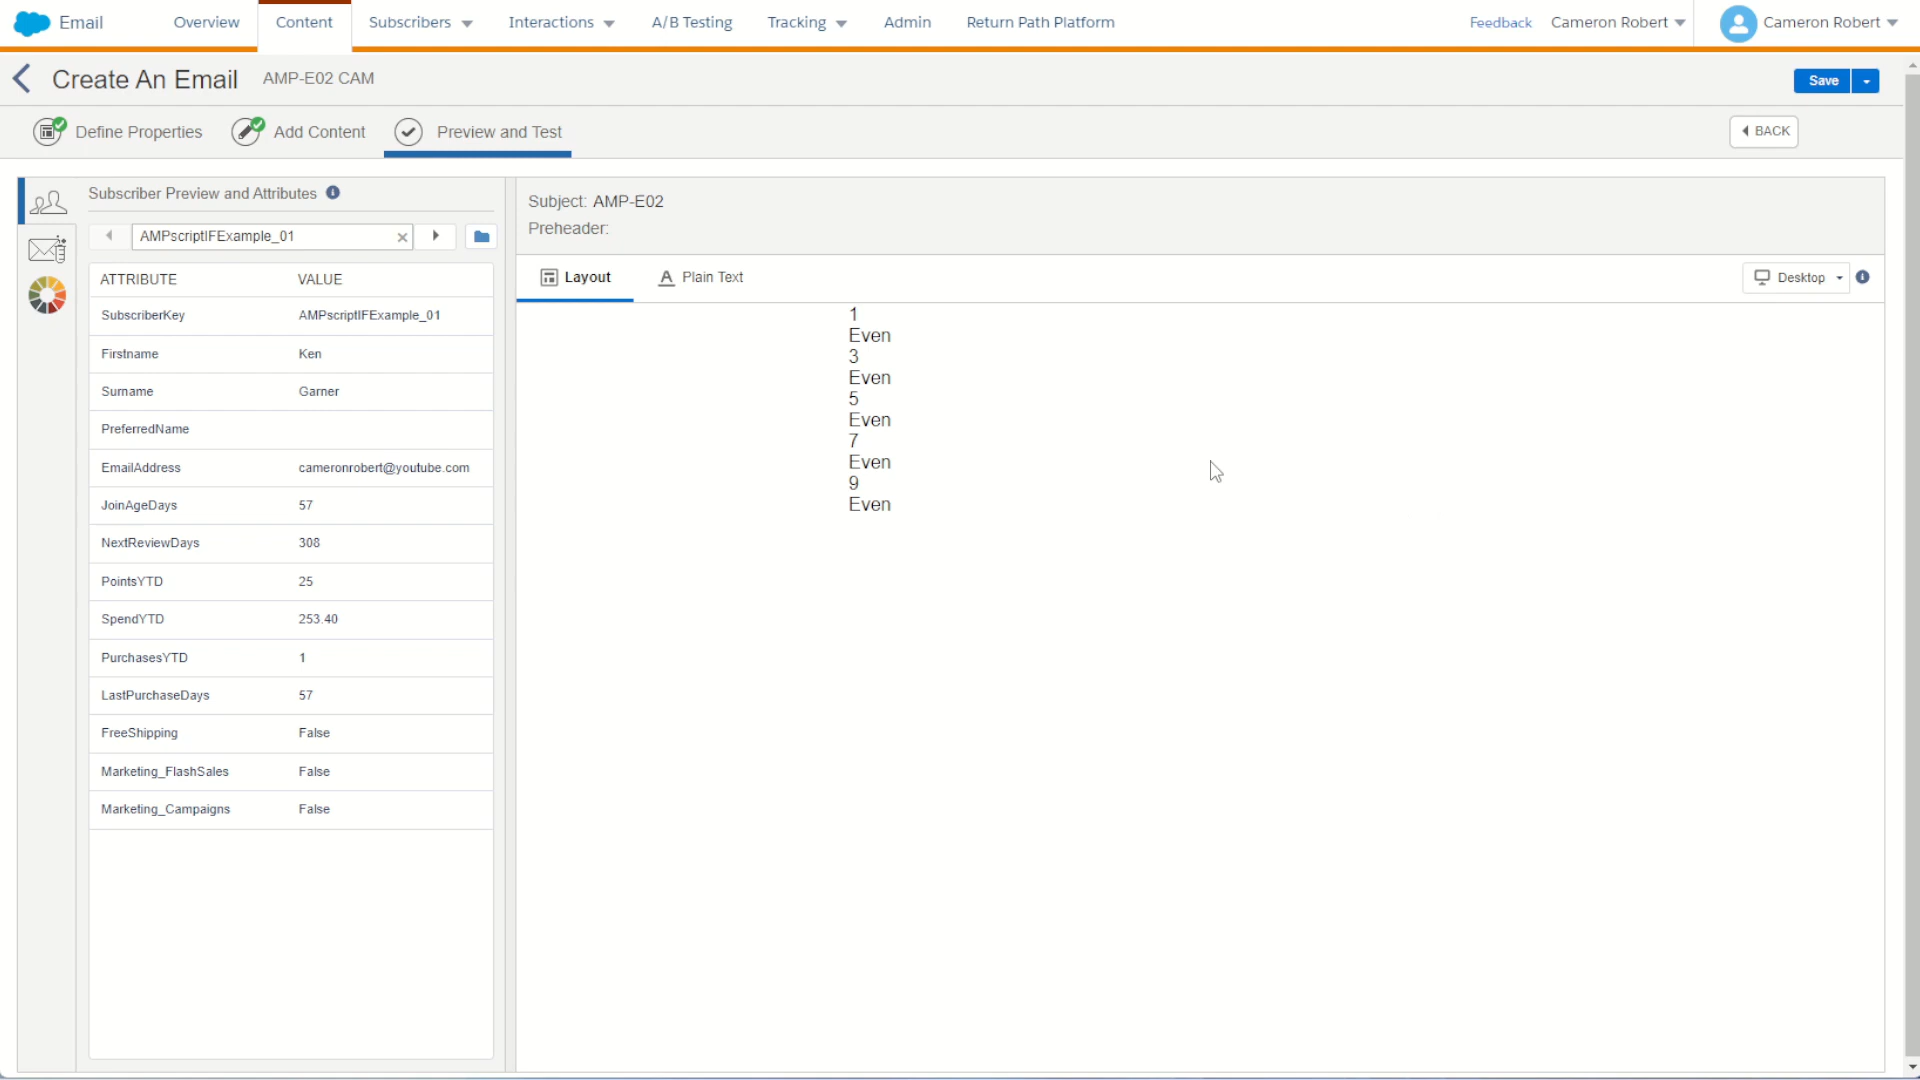 Email Overview Content Subscribers Interactions A/B Testing Tracking Admin Return Path Platform Feedback Cameron Robert Cameron Robert
Create An Email AMP-E02 CAM Save
Define Properties Add Content Preview and Test BACK
Subscriber Preview and Attributes
AMPscriptIFExample_01
ATTRIBUTE VALUE
SubscriberKey AMPscriptIFExample_01
Firstname Ken
Surname Garner
PreferredName
EmailAddress cameronrobert@youtube.com
JoinAgeDays 57
NextReviewDays 308
PointsYTD 25
SpendYTD 253.40
PurchasesYTD 1
LastPurchaseDays 57
FreeShipping False
Marketing_FlashSales False
Marketing_Campaigns False
Subject: AMP-E02
Preheader:
Layout Plain Text Desktop
1
Even
3
Even
5
Even
7
Even
9
Even